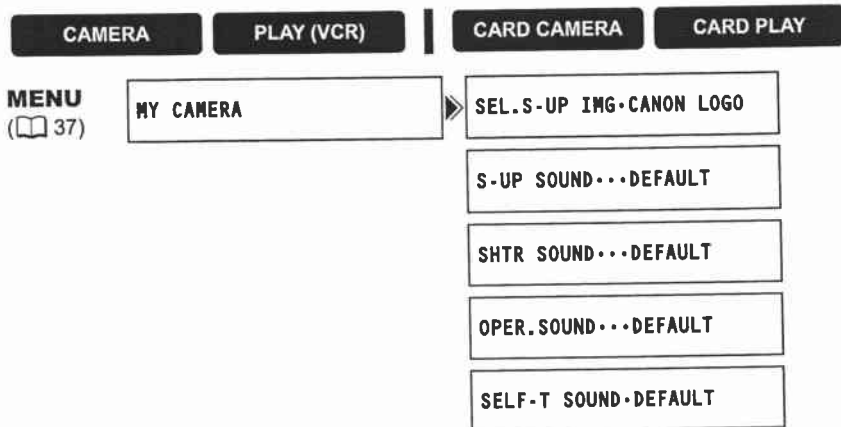 CAMERA PLAY (VCR) CARD CAMERA CARD PLAY
MENU
(37)
MY CAMERA SEL.S-UP IMG·CANON LOGO
S-UP SOUND···DEFAULT
SHTR SOUND···DEFAULT
OPER.SOUND···DEFAULT
SELF-T SOUND·DEFAULT